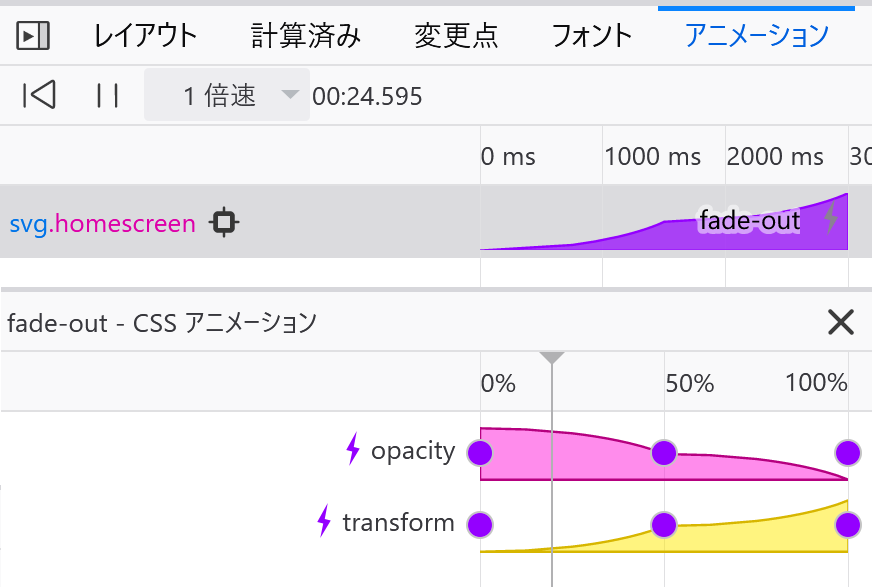 レイアウト 計算済み 変更点 フォント アニメーション
1 倍速 00:24.595
0 ms 1000 ms 2000 ms 30
svg.homescreen fade-out
fade-out - CSS アニメーション
0% 50% 100%
opacity
transform